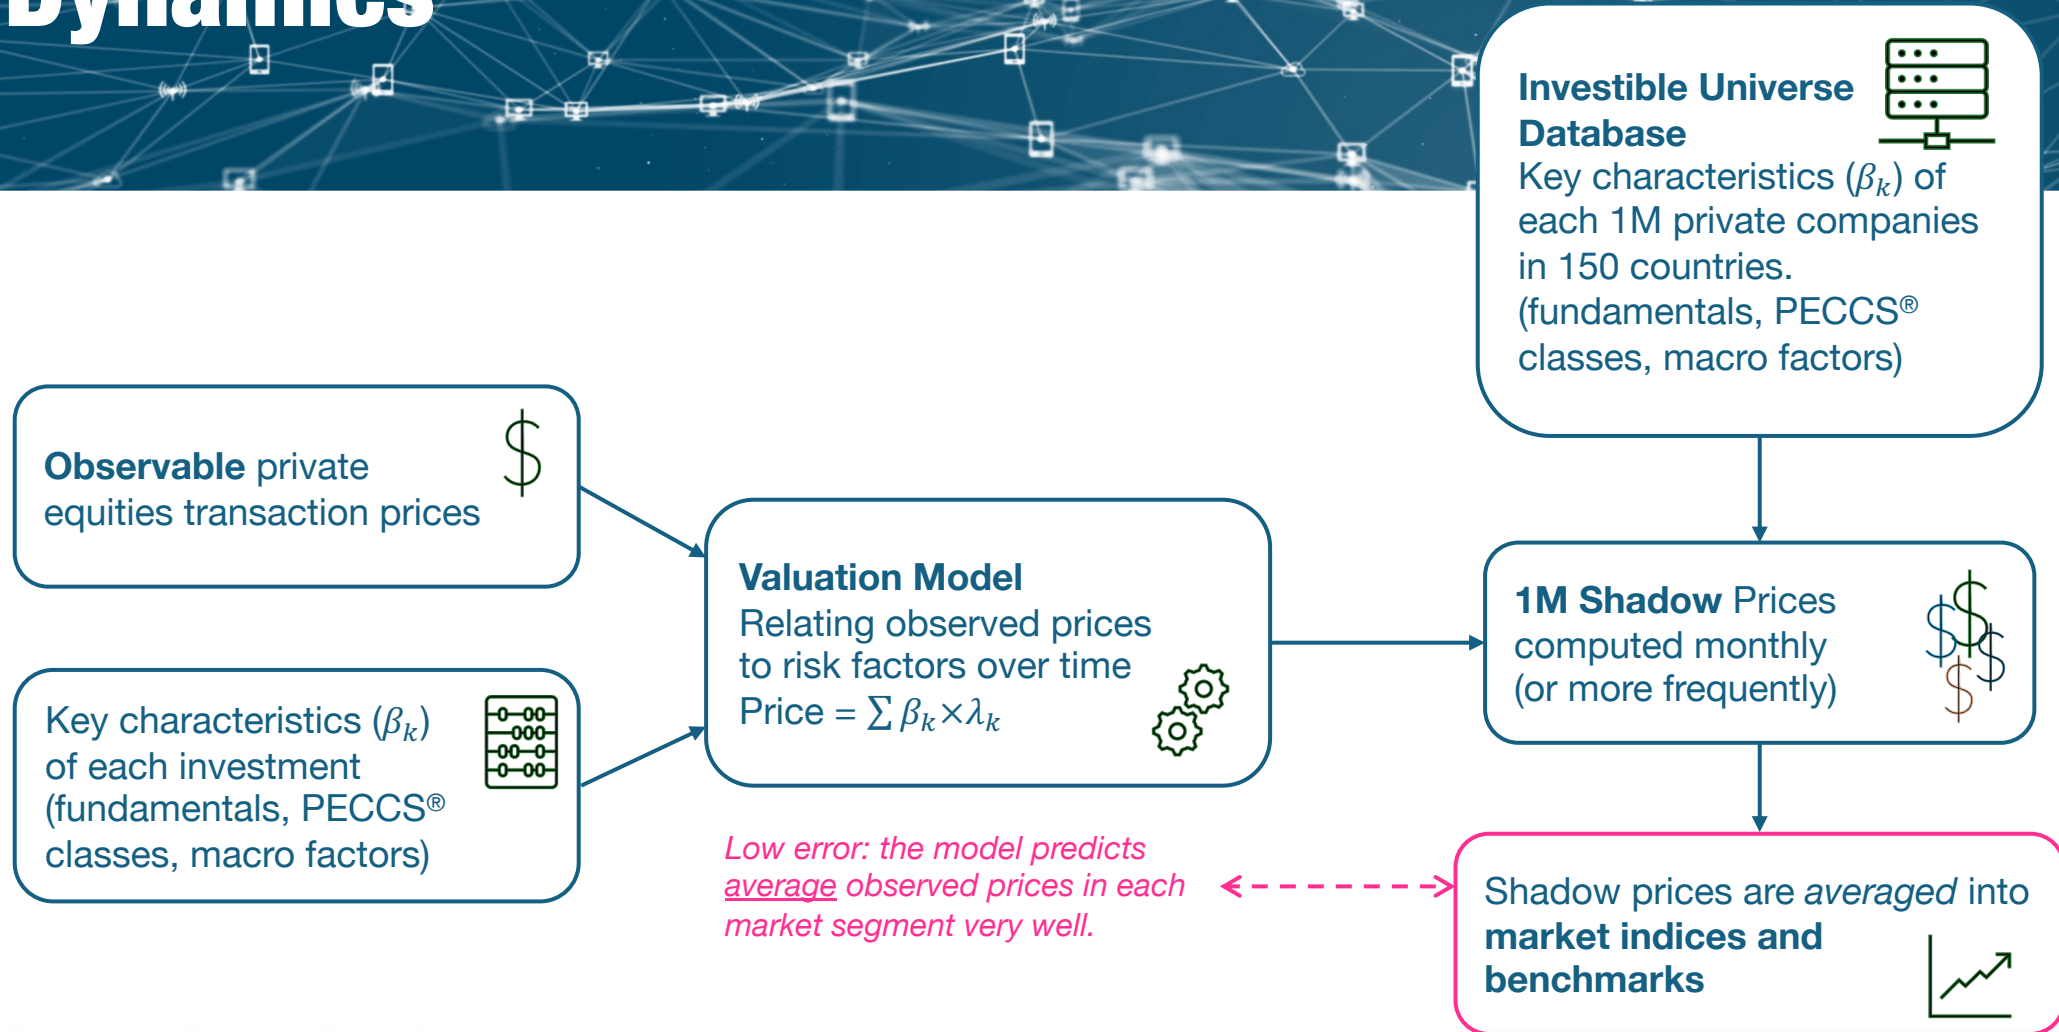 Dynamics
Investible Universe
Database
Key characteristics (βₖ) of
each 1M private companies
in 150 countries.
(fundamentals, PECCS®
classes, macro factors)
Observable private
equities transaction prices
Key characteristics (βₖ)
of each investment
(fundamentals, PECCS®
classes, macro factors)
Valuation Model
Relating observed prices
to risk factors over time
Price = ∑ βₖ×λₖ
Low error: the model predicts
average observed prices in each
market segment very well.
1M Shadow Prices
computed monthly
(or more frequently)
Shadow prices are averaged into
market indices and
benchmarks